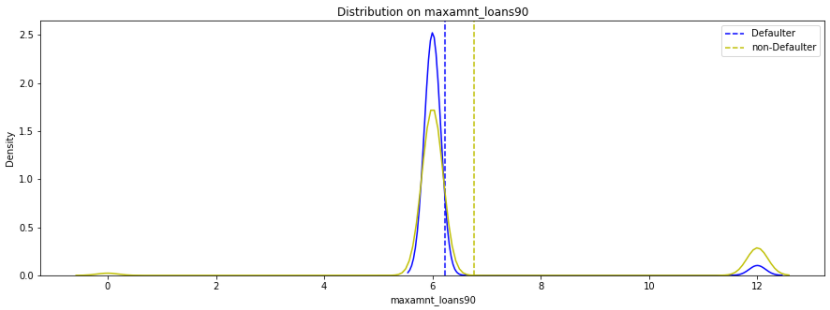 Distribution on maxamnt_loans90
Defaulter
non-Defaulter
Density
2.5
2.0
1.5
1.0
0.5
0.0
0 2 4 6 8 10 12
maxamnt_loans90